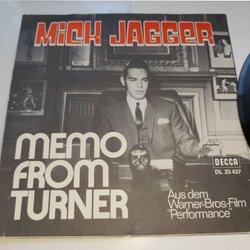 MICK JAGGER
MEMO
FROM
TURNER
DECCA
DL 25 437
Aus dem
Warner-Bros.-Film
"Performance"